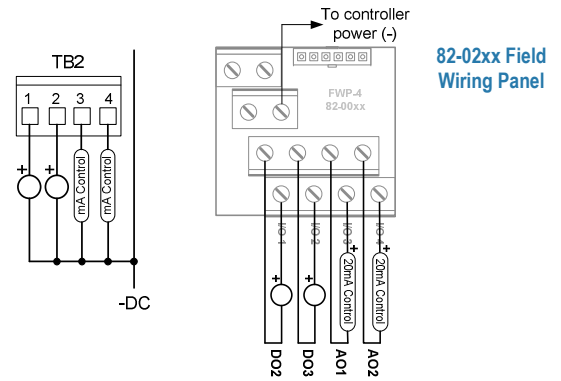 To controller
power (-)
82-02xx Field
Wiring Panel
TB2
1 2 3 4
FWP-4
82-00xx
+ +
mA Control
mA Control
-DC
I/O 1
I/O 2
I/O 3
I/O 4
+ + + +
20mA Control
20mA Control
DO2
DO3
AO1
AO2